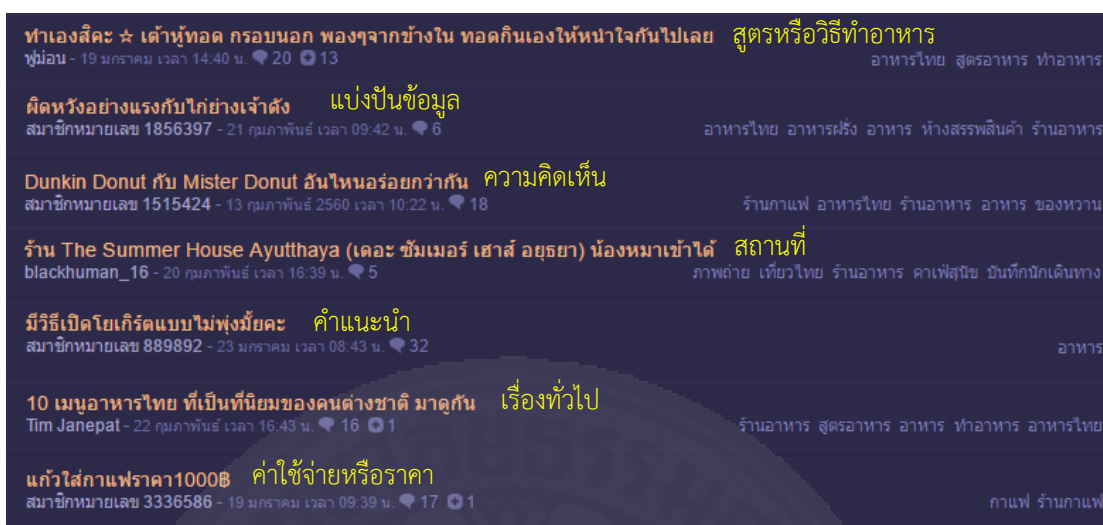 ทำเองสิคะ ☆ เต้าหู้ทอด กรอบนอก พองๆจากข้างใน ทอดกินเองให้หนำใจกันไปเลย สูตรหรือวิธีทำอาหาร
ฟูม่อน - 19 มกราคม เวลา 14:40 น. 20 13 อาหารไทย สูตรอาหาร ทำอาหาร
ผิดหวังอย่างแรงกับไก่ย่างเจ้าดัง แบ่งปันข้อมูล
สมาชิกหมายเลข 1856397 - 21 กุมภาพันธ์ เวลา 09:42 น. 6 อาหารไทย อาหารฝรั่ง อาหาร ห้างสรรพสินค้า ร้านอาหาร
Dunkin Donut กับ Mister Donut อันไหนอร่อยกว่ากัน ความคิดเห็น
สมาชิกหมายเลข 1515424 - 13 กุมภาพันธ์ 2560 เวลา 10:22 น. 18 ร้านกาแฟ อาหารไทย ร้านอาหาร อาหาร ของหวาน
ร้าน The Summer House Ayutthaya (เดอะ ซัมเมอร์ เฮาส์ อยุธยา) น้องหมาเข้าได้ สถานที่
blackhuman_16 - 20 กุมภาพันธ์ เวลา 16:39 น. 5 ภาพถ่าย เที่ยวไทย ร้านอาหาร คาเฟ่สุนัข บันทึกนักเดินทาง
มีวิธีเปิดโยเกิร์ตแบบไม่พุ่งมั้ยคะ คำแนะนำ
สมาชิกหมายเลข 889892 - 23 มกราคม เวลา 08:43 น. 32 อาหาร
10 เมนูอาหารไทย ที่เป็นที่นิยมของคนต่างชาติ มาดูกัน เรื่องทั่วไป
Tim Janepat - 22 กุมภาพันธ์ เวลา 16:43 น. 16 1 ร้านอาหาร สูตรอาหาร อาหาร ทำอาหาร อาหารไทย
แก้วใส่กาแฟราคา1000฿ ค่าใช้จ่ายหรือราคา
สมาชิกหมายเลข 3336586 - 19 มกราคม เวลา 09:39 น. 17 1 กาแฟ ร้านกาแฟ